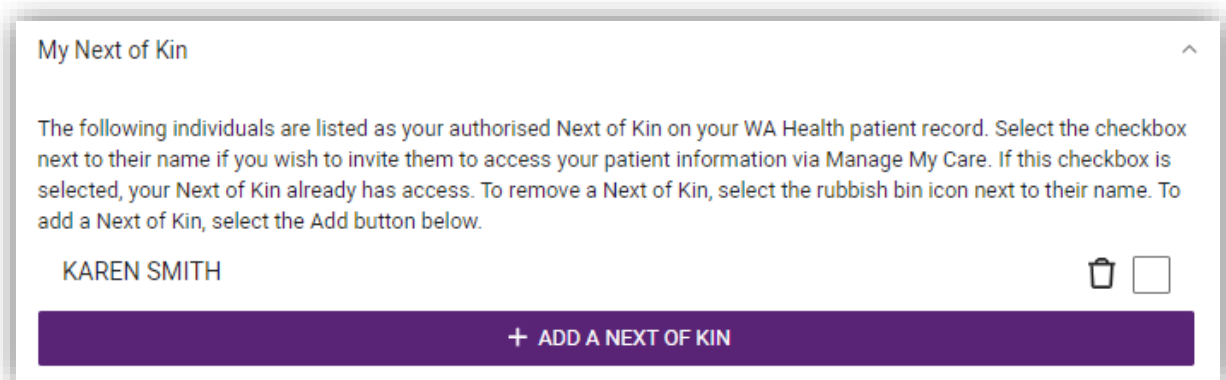 My Next of Kin
The following individuals are listed as your authorised Next of Kin on your WA Health patient record. Select the checkbox
next to their name if you wish to invite them to access your patient information via Manage My Care. If this checkbox is
selected, your Next of Kin already has access. To remove a Next of Kin, select the rubbish bin icon next to their name. To
add a Next of Kin, select the Add button below.
KAREN SMITH
+ ADD A NEXT OF KIN